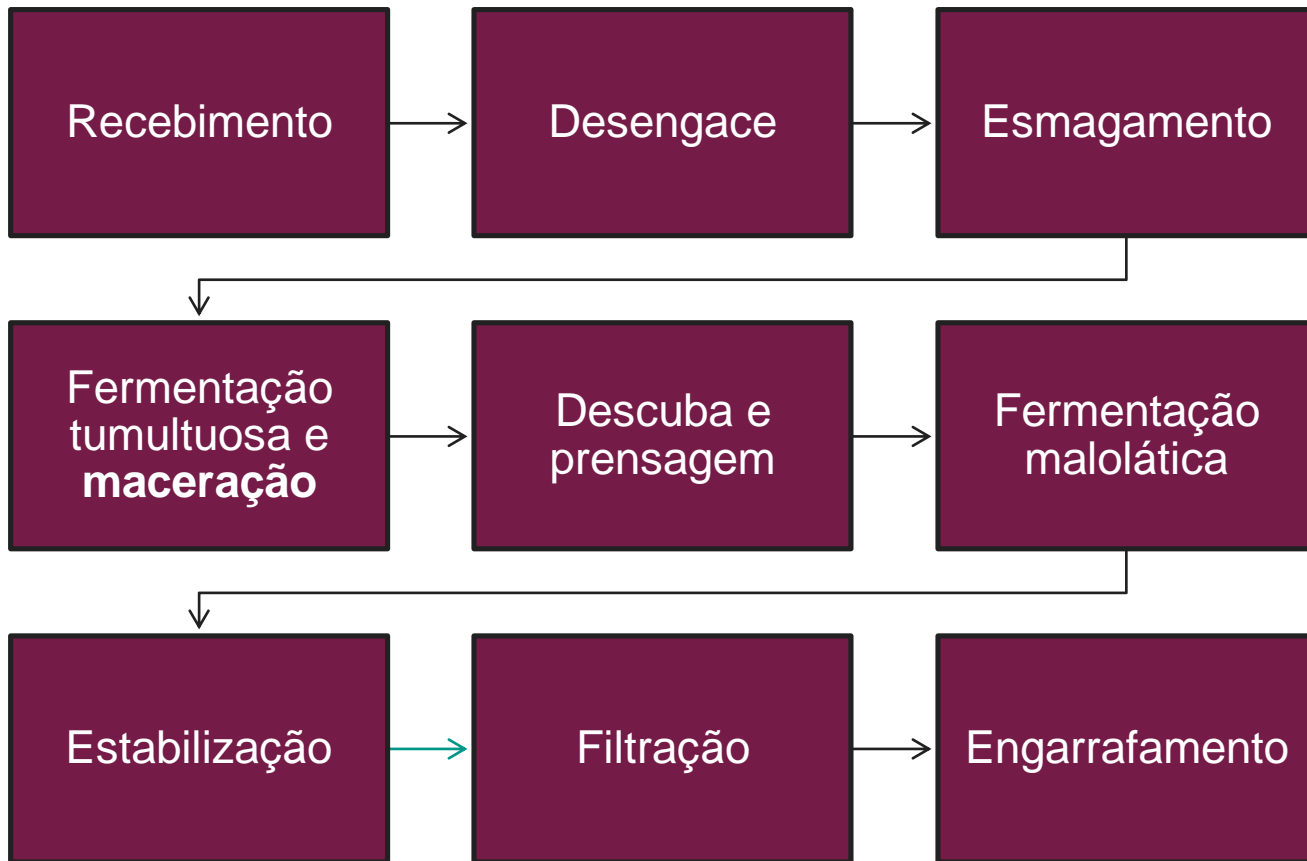 Recebimento
Desengace
Esmagamento
Fermentação
tumultuosa e
maceração
Descuba e
prensagem
Fermentação
malolática
Estabilização
Filtração
Engarrafamento